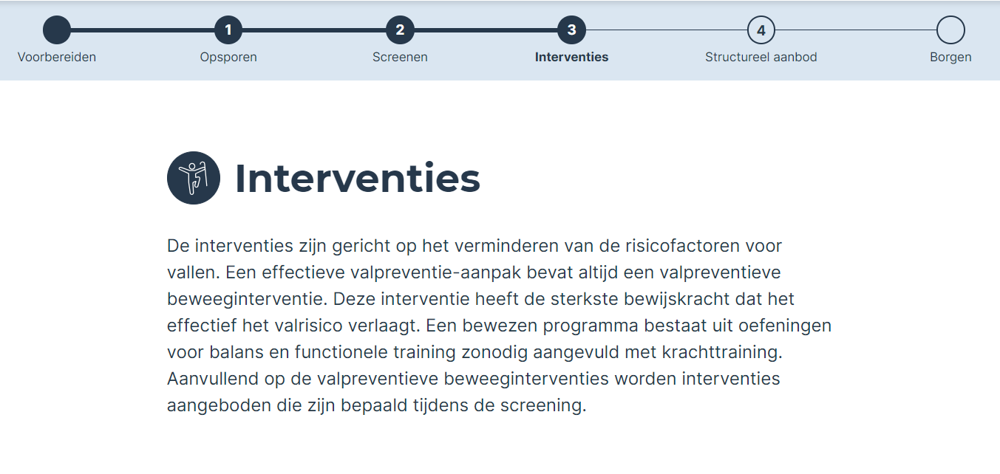 1
2
3
4
Voorbereiden
Opsporen
Screenen
Interventies
Structureel aanbod
Borgen
Interventies
De interventies zijn gericht op het verminderen van de risicofactoren voor
vallen. Een effectieve valpreventie-aanpak bevat altijd een valpreventieve
beweeginterventie. Deze interventie heeft de sterkste bewijskracht dat het
effectief het valrisico verlaagt. Een bewezen programma bestaat uit oefeningen
voor balans en functionele training zonodig aangevuld met krachttraining.
Aanvullend op de valpreventieve beweeginterventies worden interventies
aangeboden die zijn bepaald tijdens de screening.